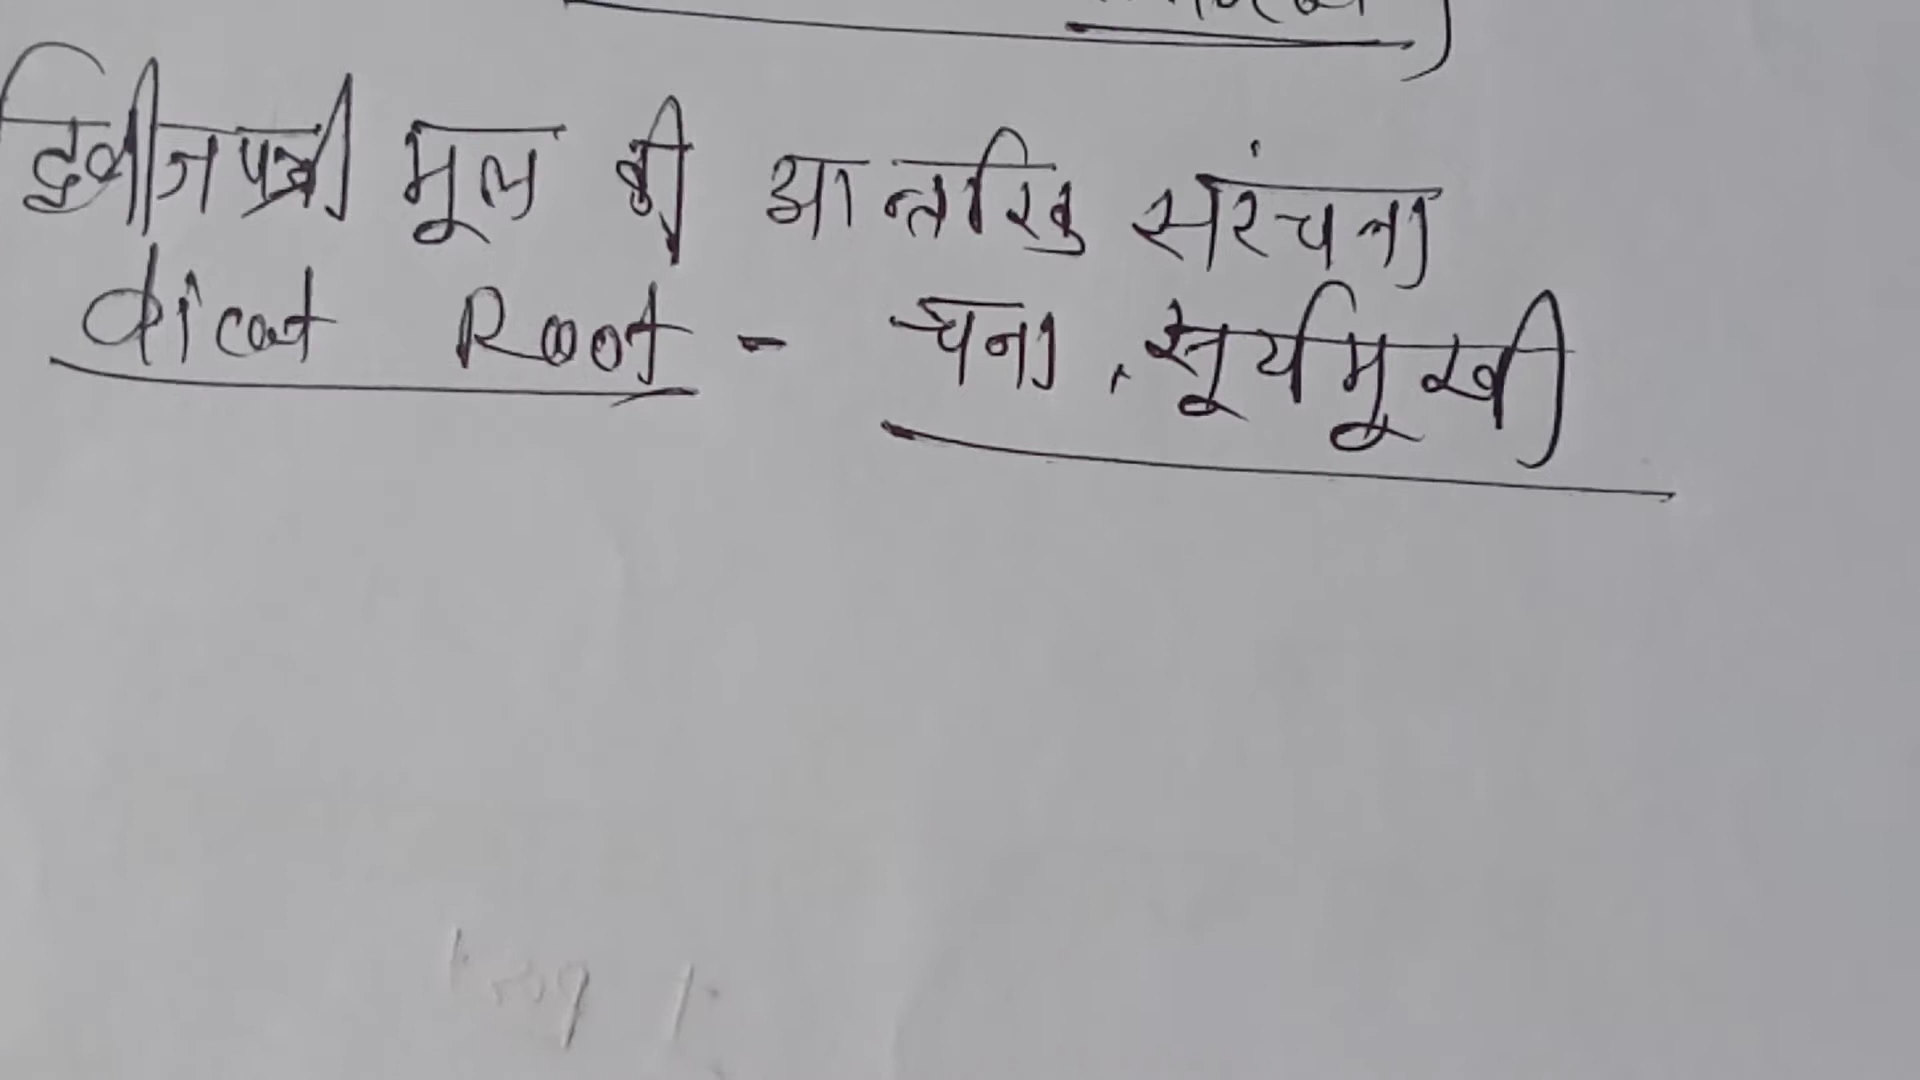 द्विबीजपत्री मूल की आन्तरिक संरचना
dicot Root - चना, सूर्यमूखी